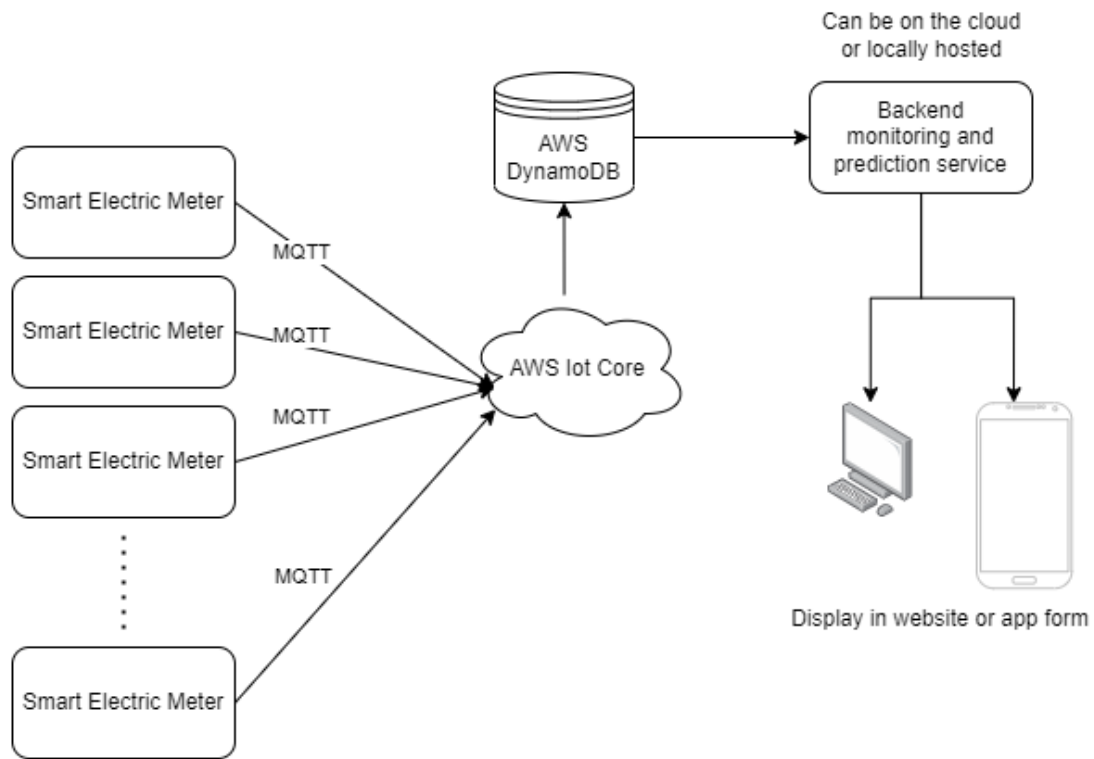 Can be on the cloud
or locally hosted
AWS
DynamoDB
Backend
monitoring and
prediction service
Smart Electric Meter
MQTT
Smart Electric Meter
MQTT
AWS Iot Core
MQTT
Smart Electric Meter
MQTT
Display in website or app form
Smart Electric Meter